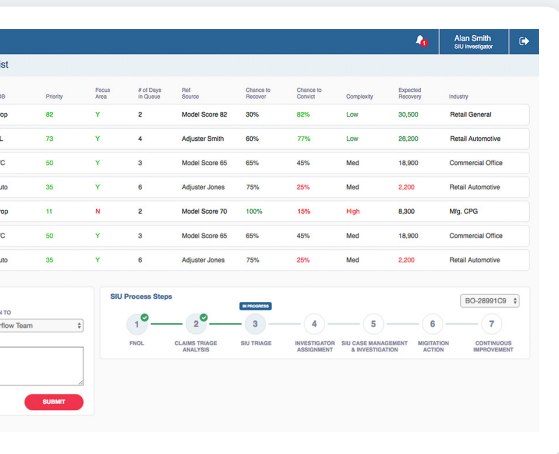 1
Alan Smith
SIU Investigator
ist
OB Priority Focus Area # of Days in Queue Ref Source Chance to Recover Chance to Convict Complexity Expected Recovery Industry
rop 82 Y 2 Model Score 82 30% 82% Low 30,500 Retail General
L 73 Y 4 Adjuster Smith 60% 77% Low 26,200 Retail Automotive
C 50 Y 3 Model Score 65 65% 45% Med 18,900 Commercial Office
uto 35 Y 6 Adjuster Jones 75% 25% Med 2,200 Retail Automotive
rop 11 N 2 Model Score 70 100% 15% High 8,300 Mfg. CPG
C 50 Y 3 Model Score 65 65% 45% Med 18,900 Commercial Office
uto 35 Y 6 Adjuster Jones 75% 25% Med 2,200 Retail Automotive
N TO
rflow Team
SUBMIT
SIU Process Steps
BO-28991C9
IN PROGRESS
1 2 3 4 5 6 7
FNOL
CLAIMS TRIAGE
ANALYSIS
SIU TRIAGE
INVESTIGATOR
ASSIGNMENT
SIU CASE MANAGEMENT
& INVESTIGATION
MIGITATION
ACTION
CONTINUOUS
IMPROVEMENT